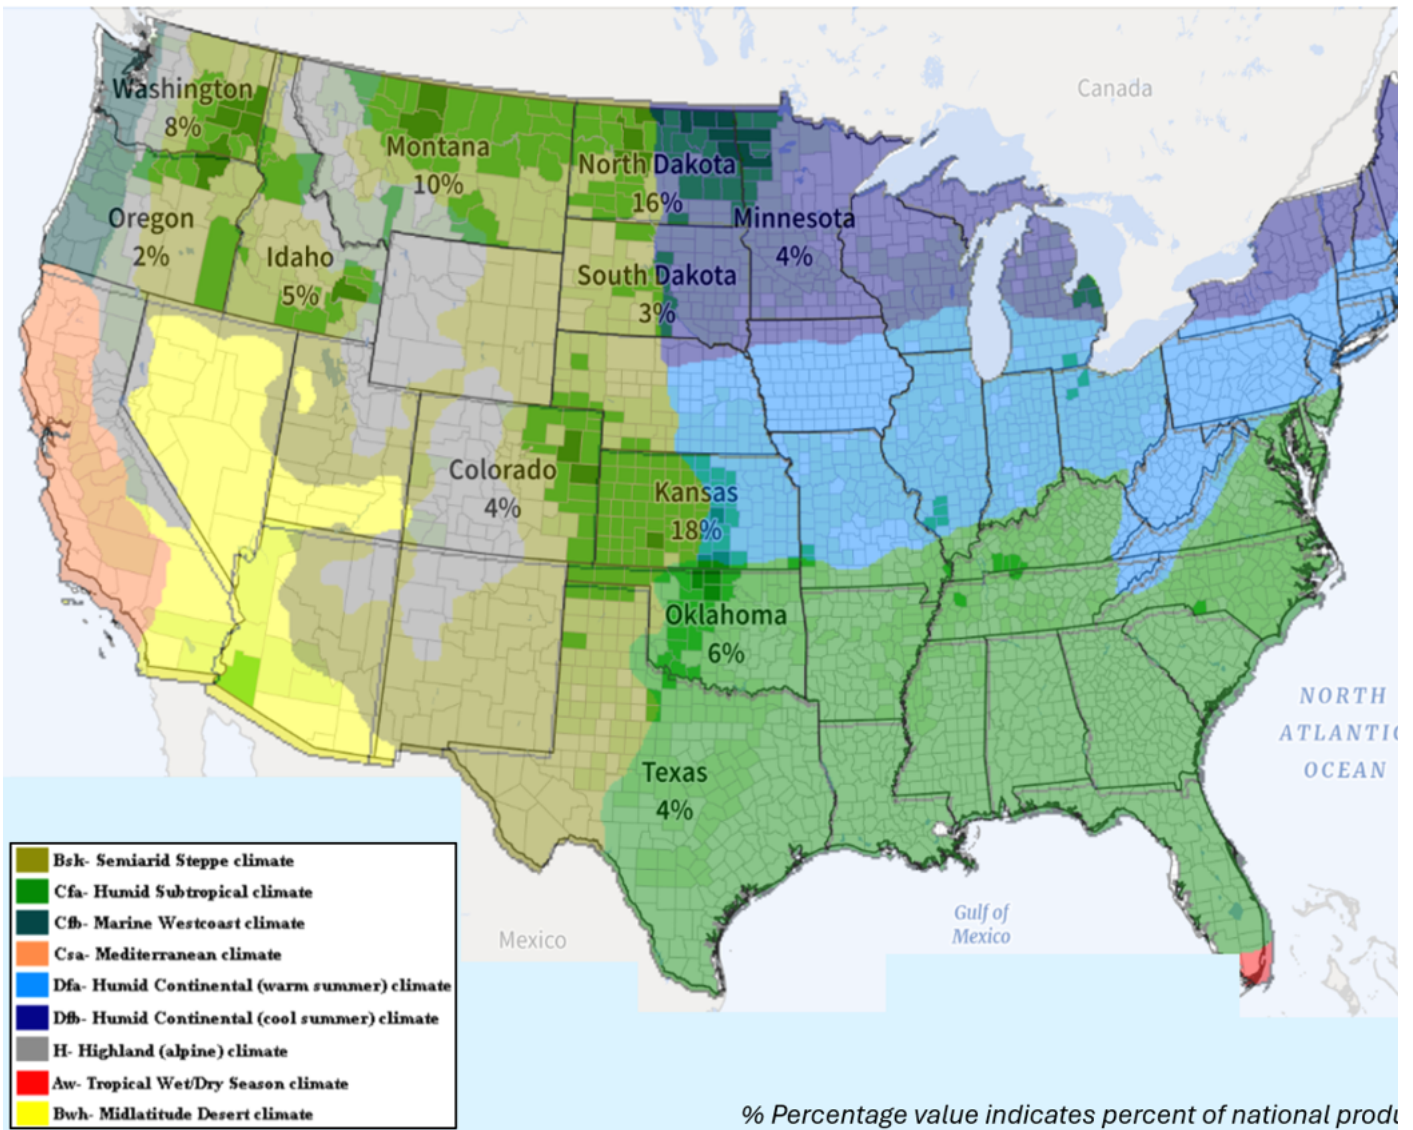 Canada
Washington
8%
Montana
10%
North Dakota
16%
Minnesota
4%
Oregon
2%
Idaho
5%
South Dakota
3%
Colorado
4%
Kansas
18%
Oklahoma
6%
Texas
4%
NORTH
ATLANTIC
OCEAN
Gulf of
Mexico
Mexico
Bsk- Semiarid Steppe climate
Cfa- Humid Subtropical climate
Cfb- Marine Westcoast climate
Csa- Mediterranean climate
Dfa- Humid Continental (warm summer) climate
Dfb- Humid Continental (cool summer) climate
H- Highland (alpine) climate
Aw- Tropical Wet/Dry Season climate
Bwh- Midlatitude Desert climate
% Percentage value indicates percent of national produ